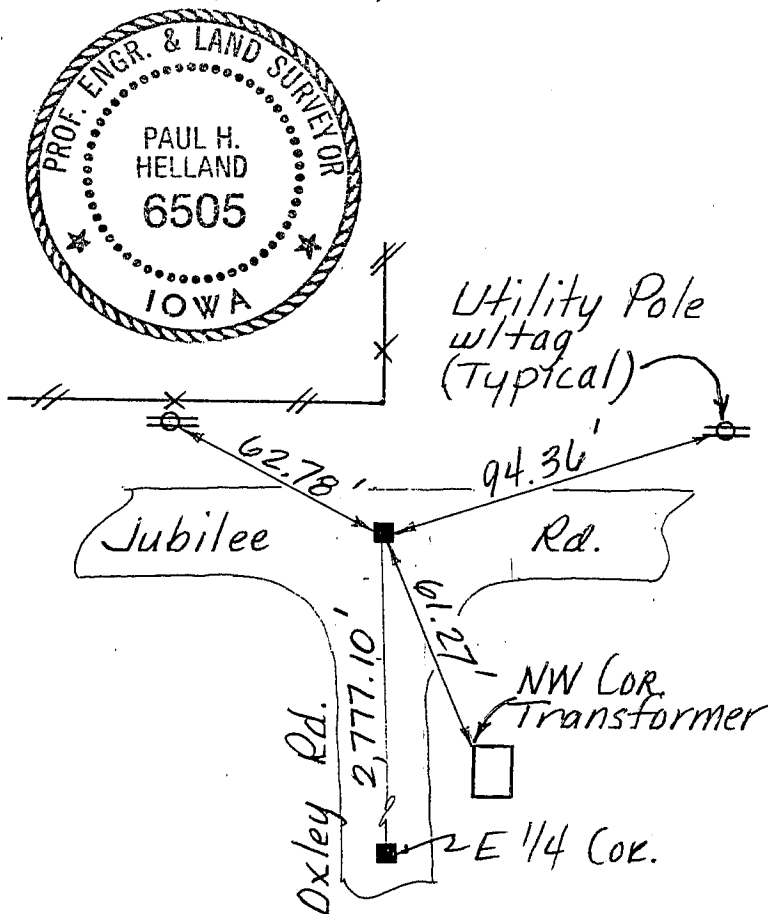 PROF. ENGR. & LAND SURVEYOR
PAUL H.
HELLAND
6505
IOWA
Utility Pole
w/tag
(Typical)
62.78'
94.36'
Jubilee Rd.
61.27'
2,777.10'
NW Cor.
Transformer
Oxley Rd.
E 1/4 Cor.